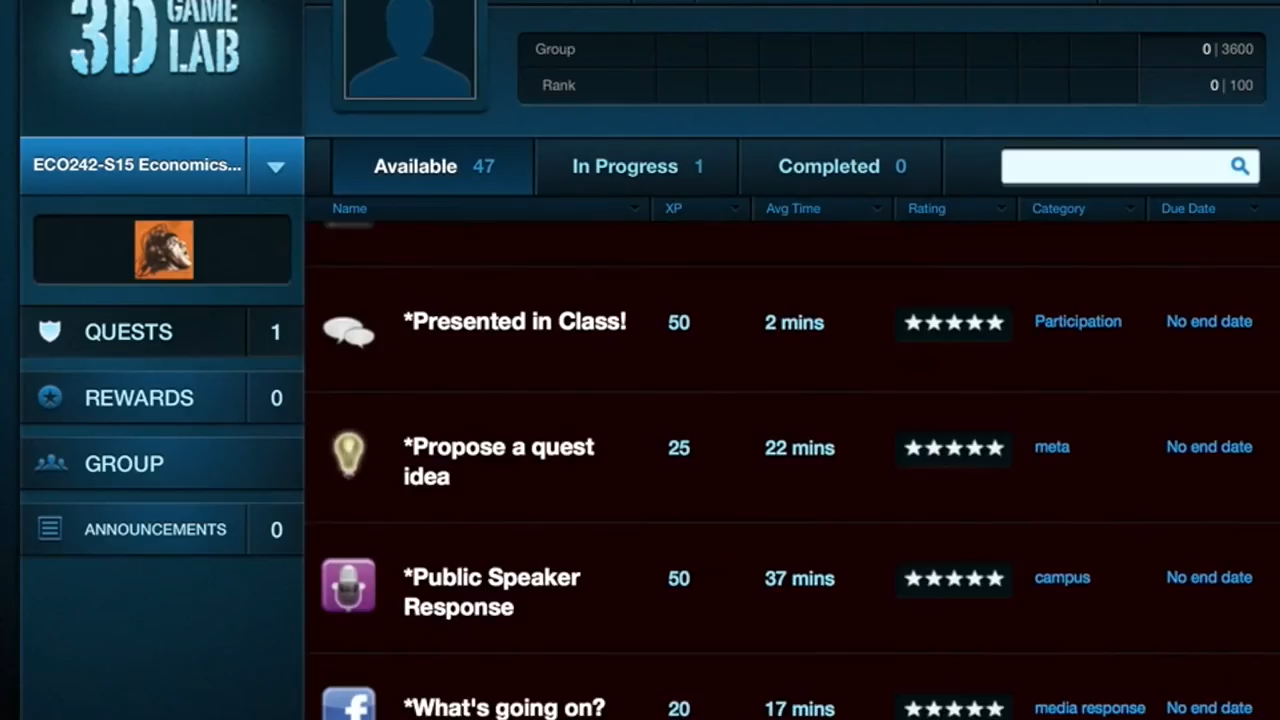 3D GAME LAB
Group 0 | 3600
Rank 0 | 100
ECO242-S15 Economics...
Available 47 In Progress 1 Completed 0
Name XP Avg Time Rating Category Due Date
QUESTS 1
REWARDS 0
GROUP
ANNOUNCEMENTS 0
*Presented in Class! 50 2 mins ★★★★★ Participation No end date
*Propose a quest idea 25 22 mins ★★★★★ meta No end date
*Public Speaker Response 50 37 mins ★★★★★ campus No end date
*What's going on? 20 17 mins ★★★★★ media response No end date